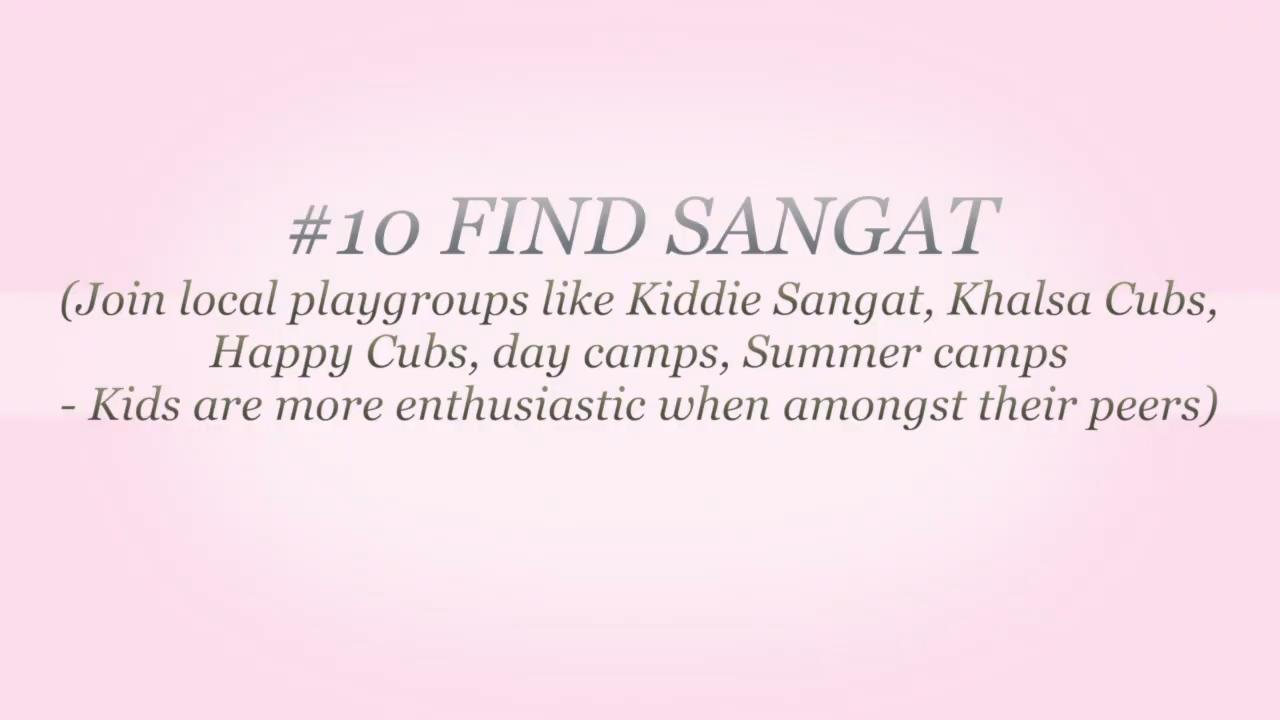 #10 FIND SANGAT
(Join local playgroups like Kiddie Sangat, Khalsa Cubs,
Happy Cubs, day camps, Summer camps
- Kids are more enthusiastic when amongst their peers)